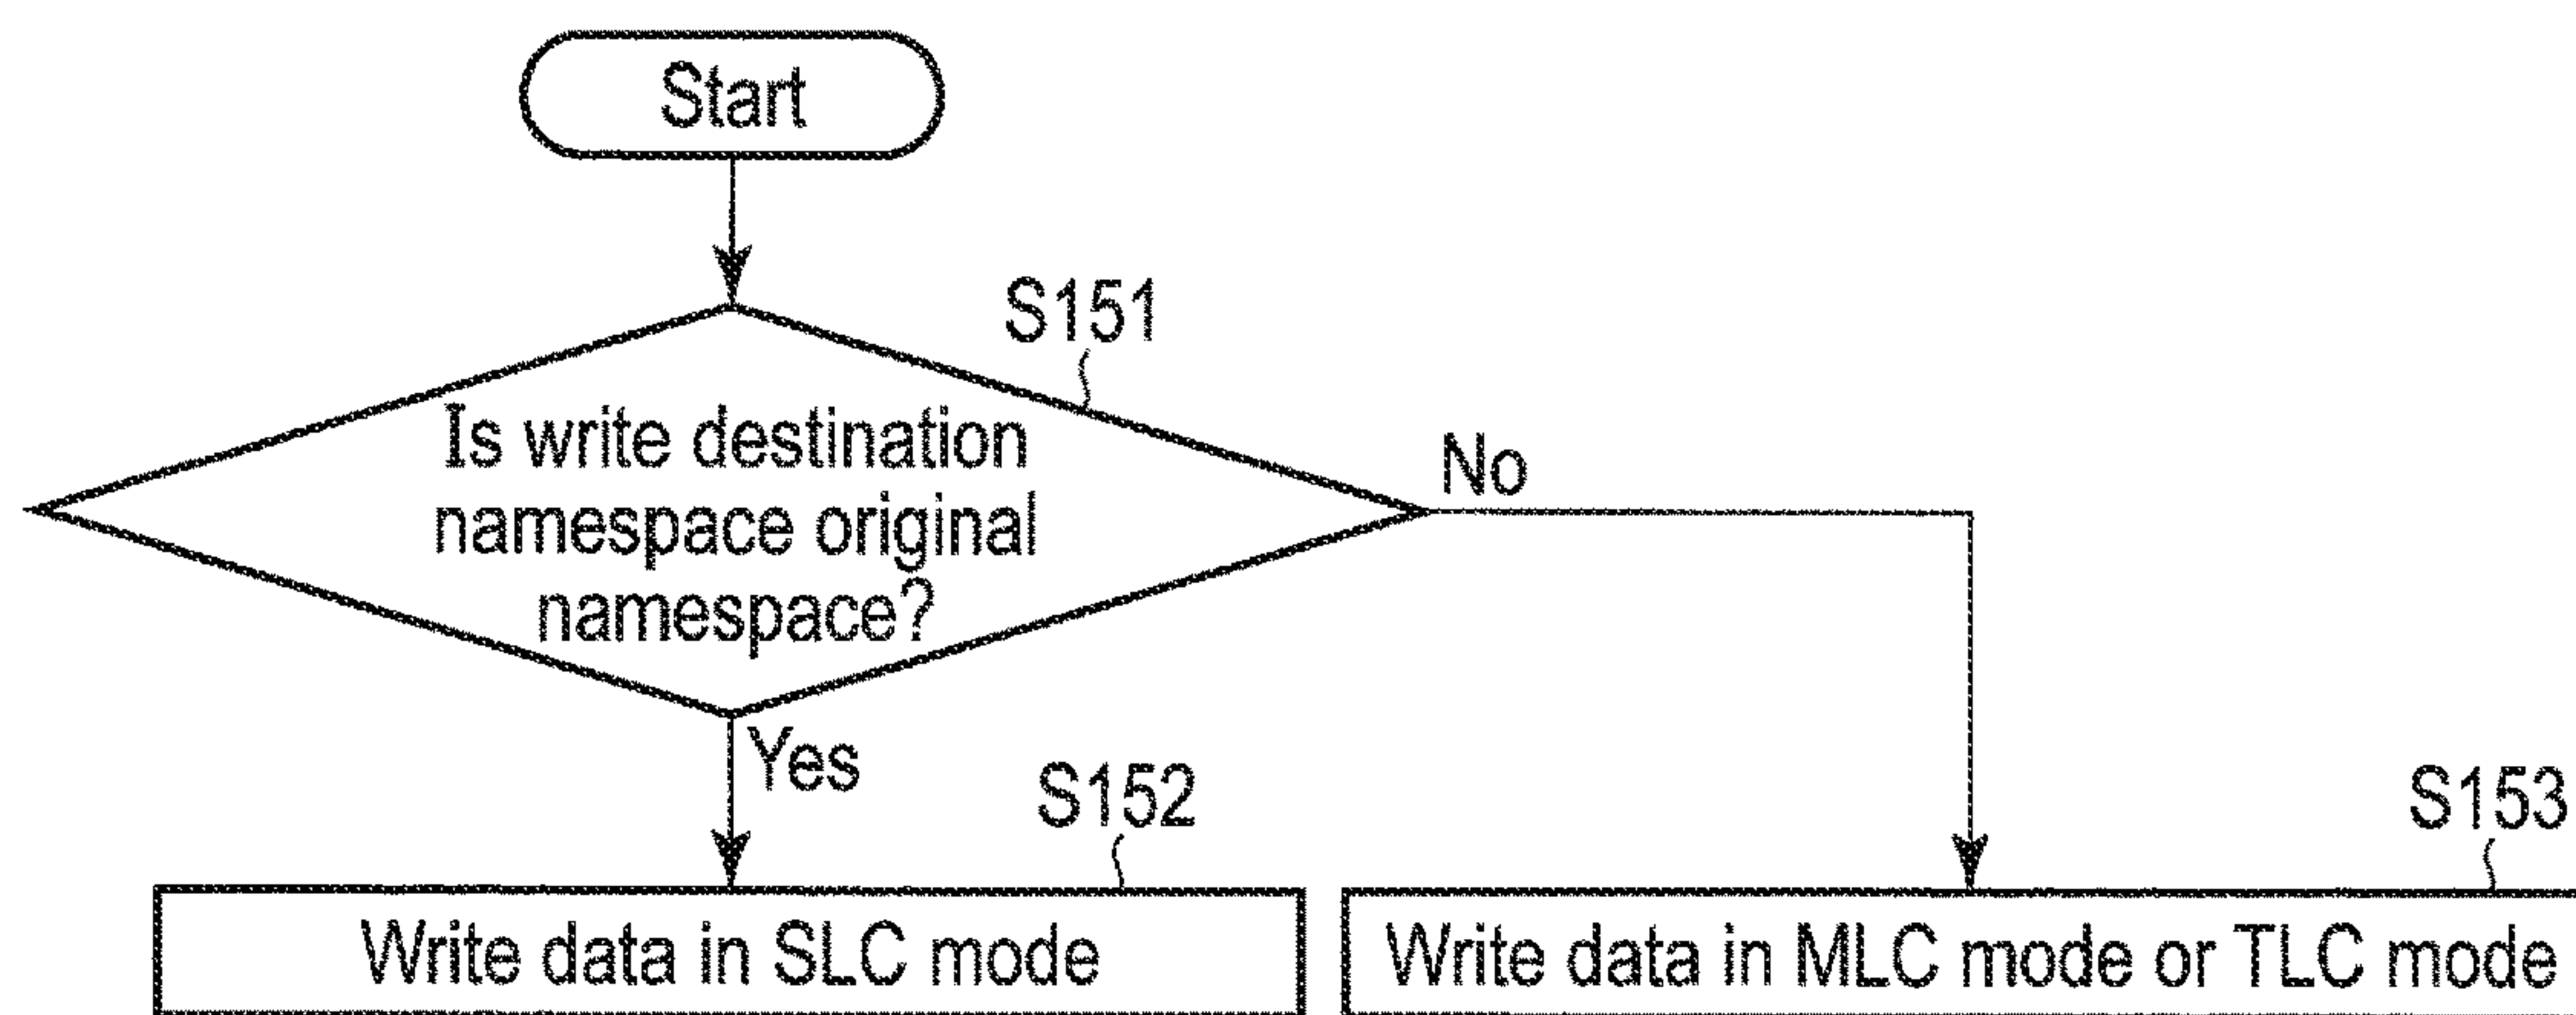 Start
S151
Is write destination
namespace original
namespace?
No
Yes
S152
S153
Write data in SLC mode
Write data in MLC mode or TLC mode